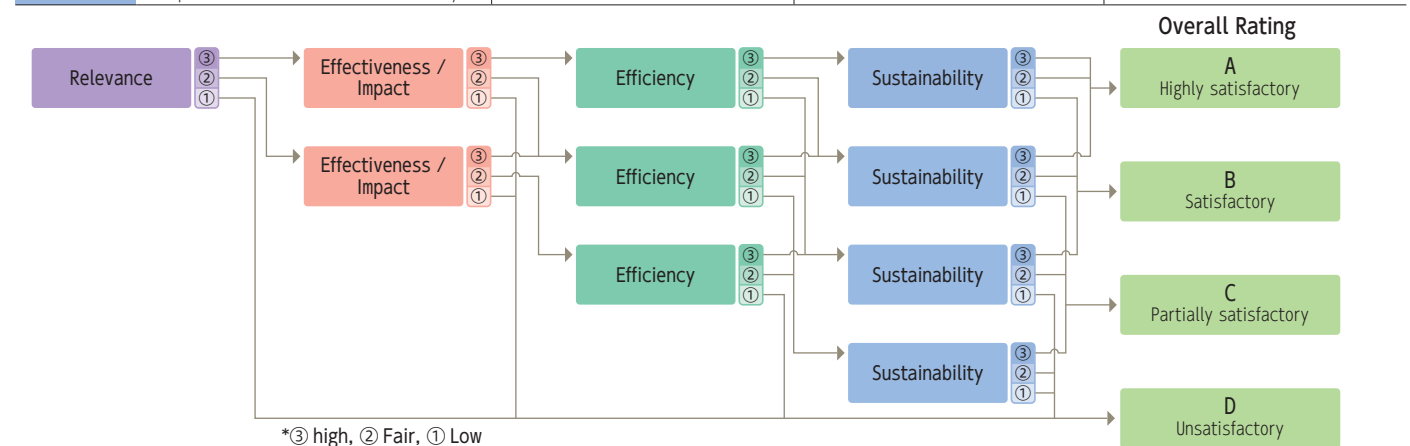 Overall Rating
Relevance
③
②
①
Effectiveness /
Impact
③
②
①
Efficiency
③
②
①
Sustainability
③
②
①
A
Highly satisfactory
Effectiveness /
Impact
③
②
①
Efficiency
③
②
①
Sustainability
③
②
①
B
Satisfactory
Efficiency
③
②
①
Sustainability
③
②
①
C
Partially satisfactory
Sustainability
③
②
①
D
Unsatisfactory
*③ high, ② Fair, ① Low